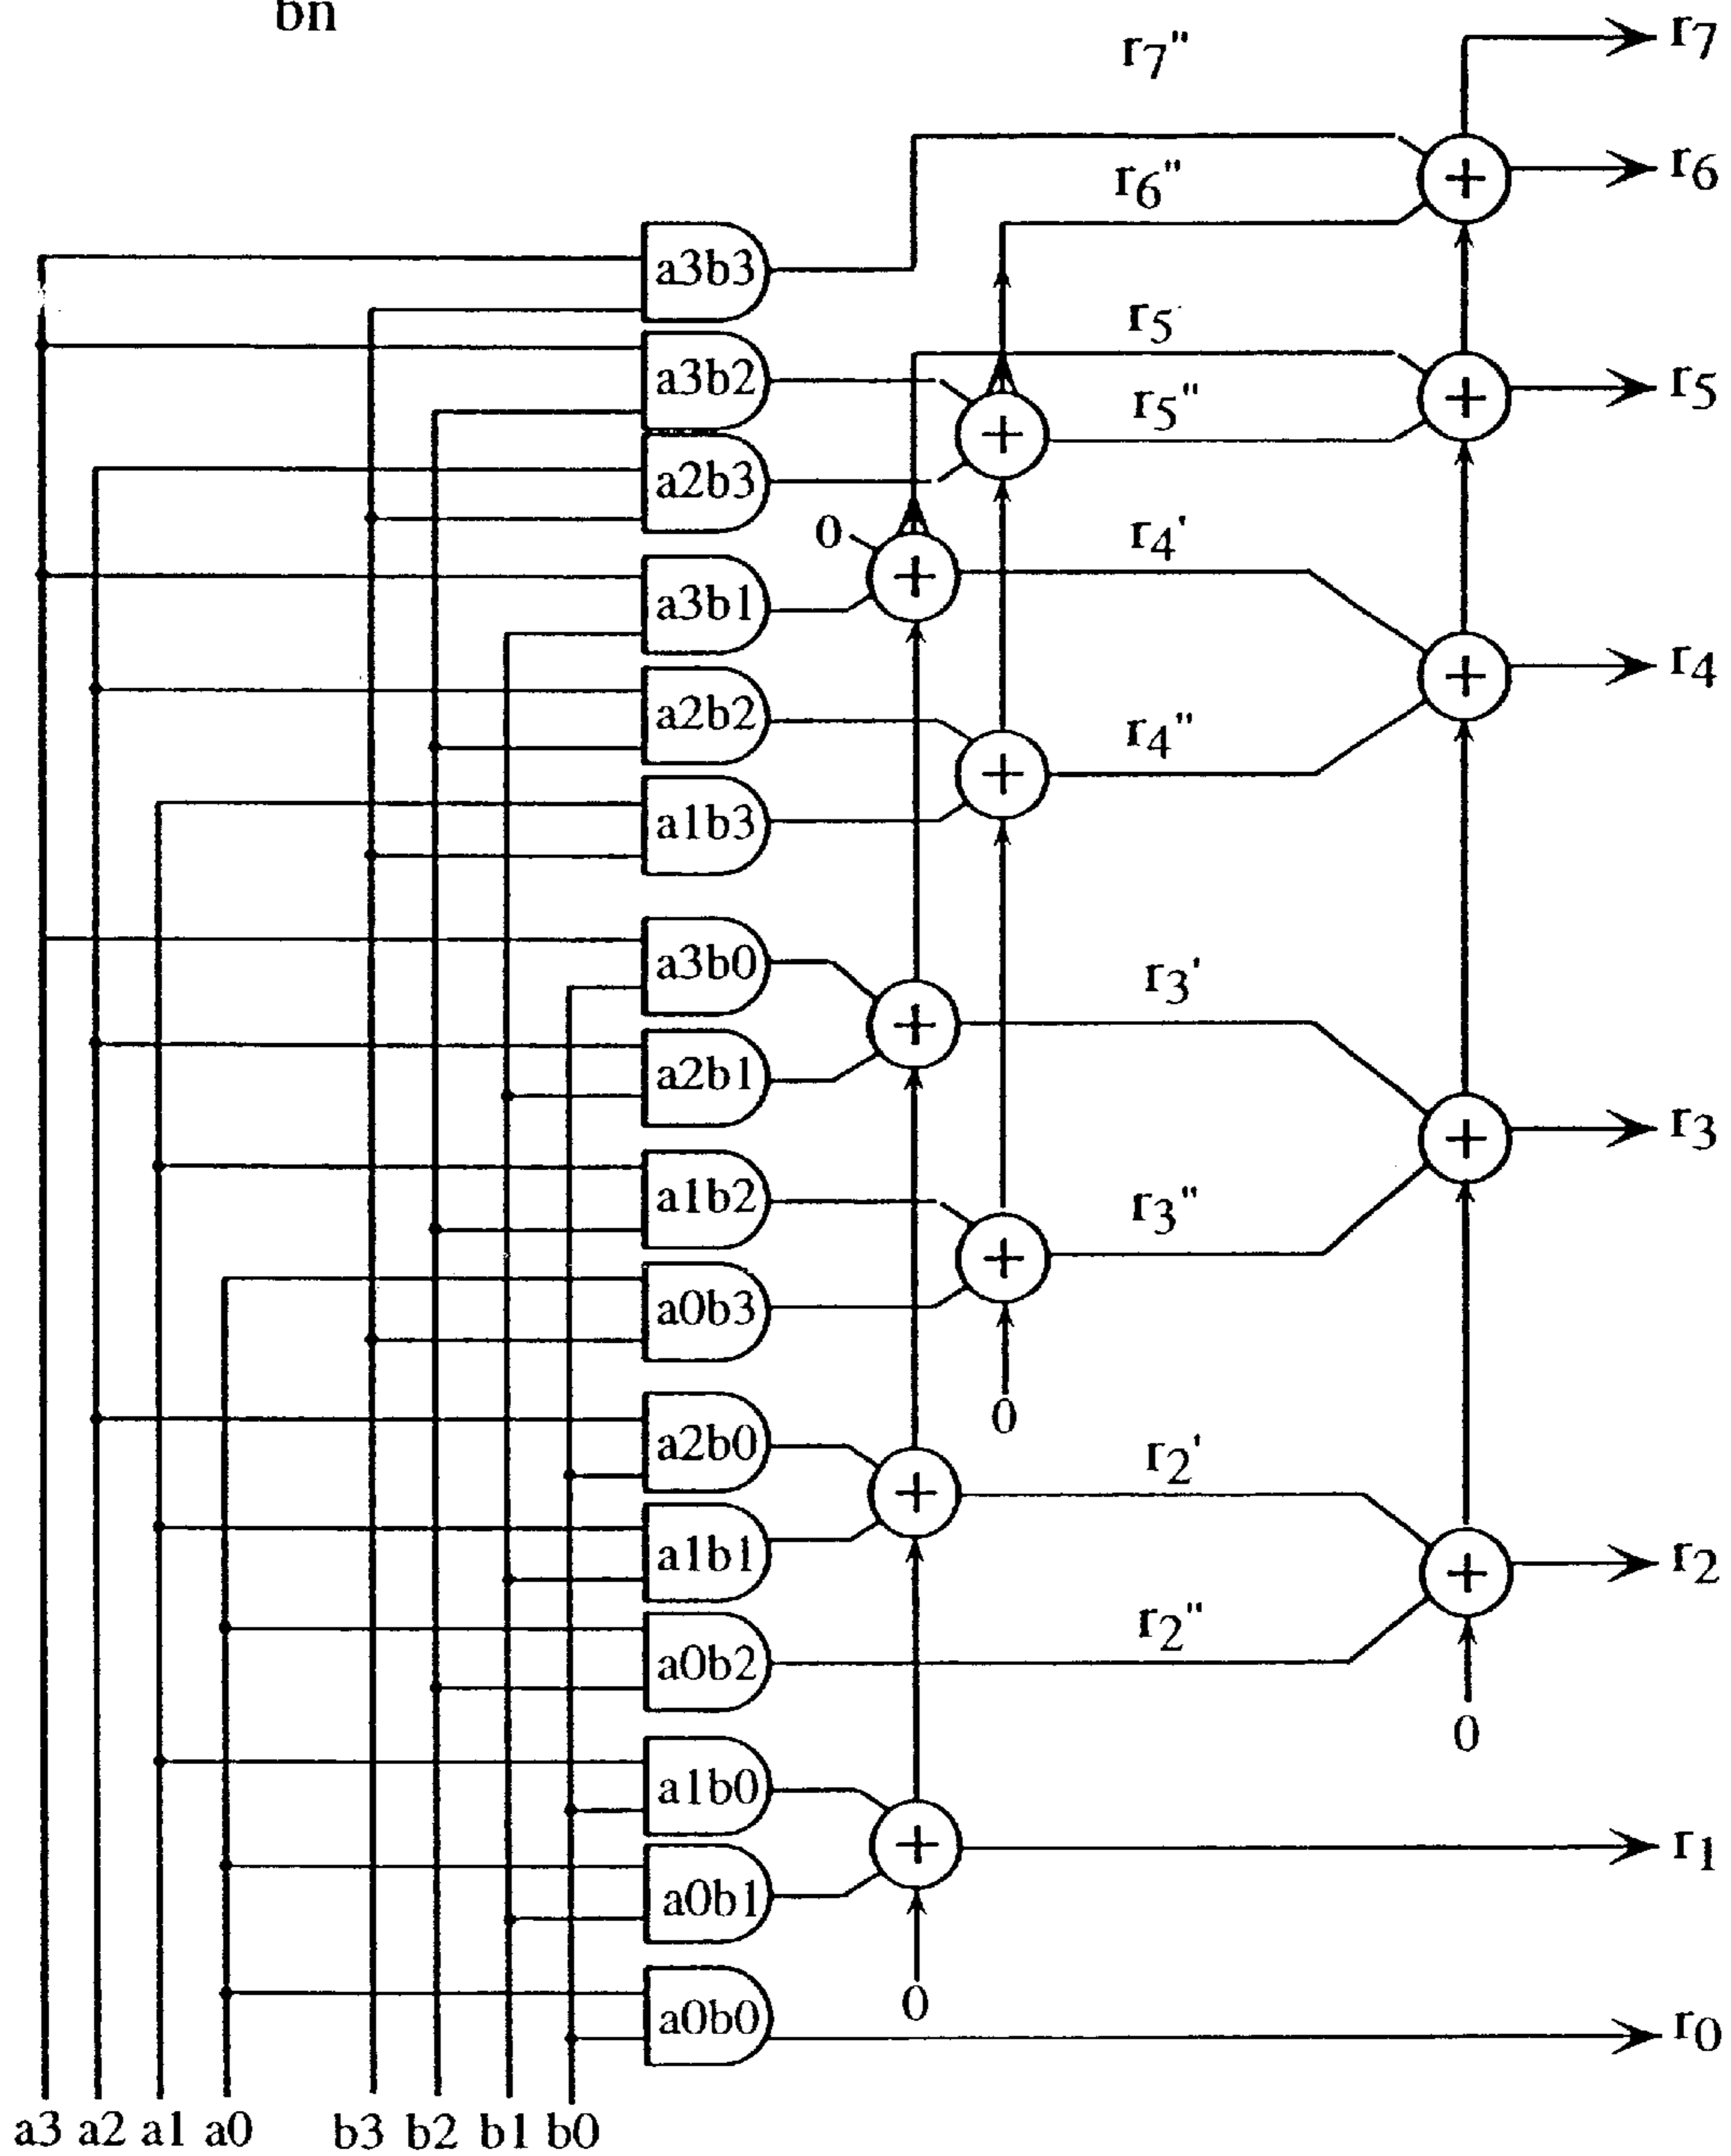 bn
r7"
r7
r6
r6"
a3b3
r5'
a3b2
r5
r5"
+
a2b3
0
r4'
+
a3b1
r4
a2b2
r4"
+
a1b3
a3b0
r3'
+
a2b1
r3
+
a1b2
r3"
+
a0b3
0
a2b0
r2'
+
a1b1
r2
+
r2"
a0b2
0
a1b0
+
r1
a0b1
0
a0b0
r0
a3 a2 a1 a0 b3 b2 b1 b0
+
+
+